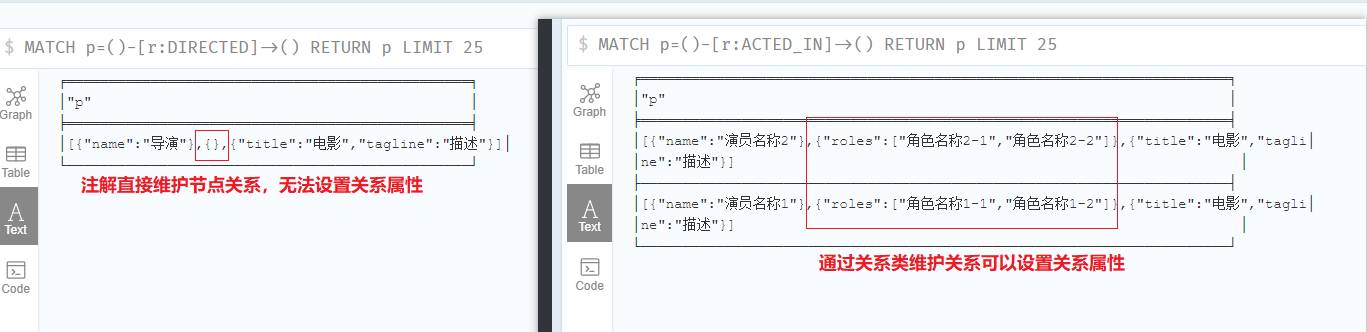 $ MATCH p=()-[r:DIRECTED]->() RETURN p LIMIT 25
Graph
Table
Text
Code
"p"
[{"name":"导演"},{},{"title":"电影","tagline":"描述"}]
注解直接维护节点关系，无法设置关系属性
$ MATCH p=()-[r:ACTED_IN]->() RETURN p LIMIT 25
Graph
Table
Text
Code
"p"
[{"name":"演员名称2"},{"roles":["角色名称2-1","角色名称2-2"]},{"title":"电影","tagli
ne":"描述"}]
[{"name":"演员名称1"},{"roles":["角色名称1-1","角色名称1-2"]},{"title":"电影","tagli
ne":"描述"}]
通过关系类维护关系可以设置关系属性